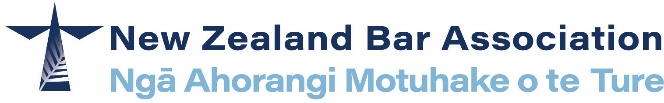 New Zealand Bar Association
Ngā Ahorangi Motuhake o te Ture